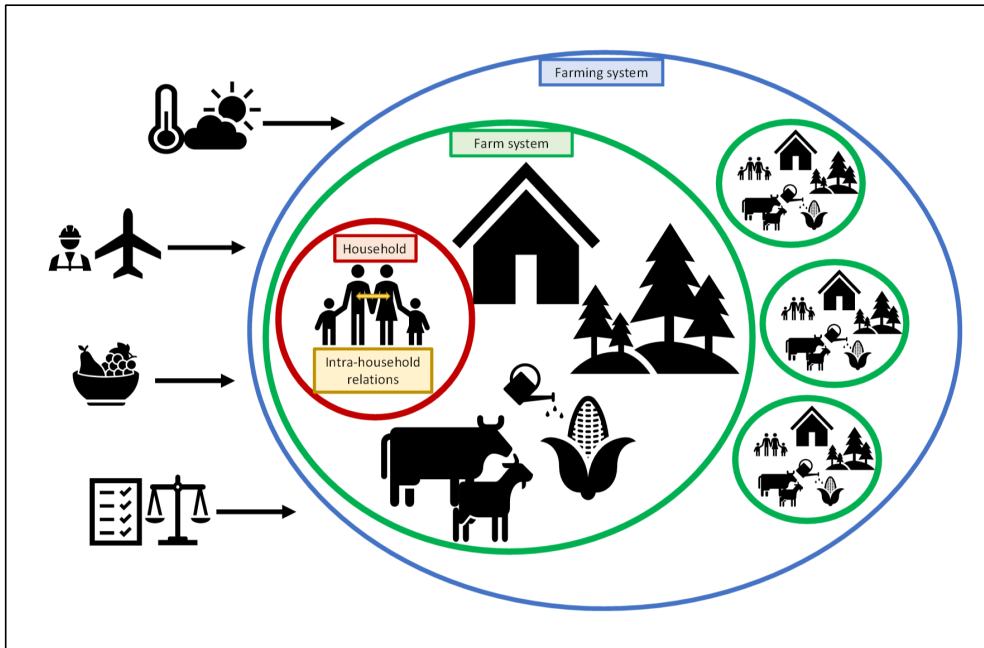 Farming system
Farm system
Household
Intra-household
relations